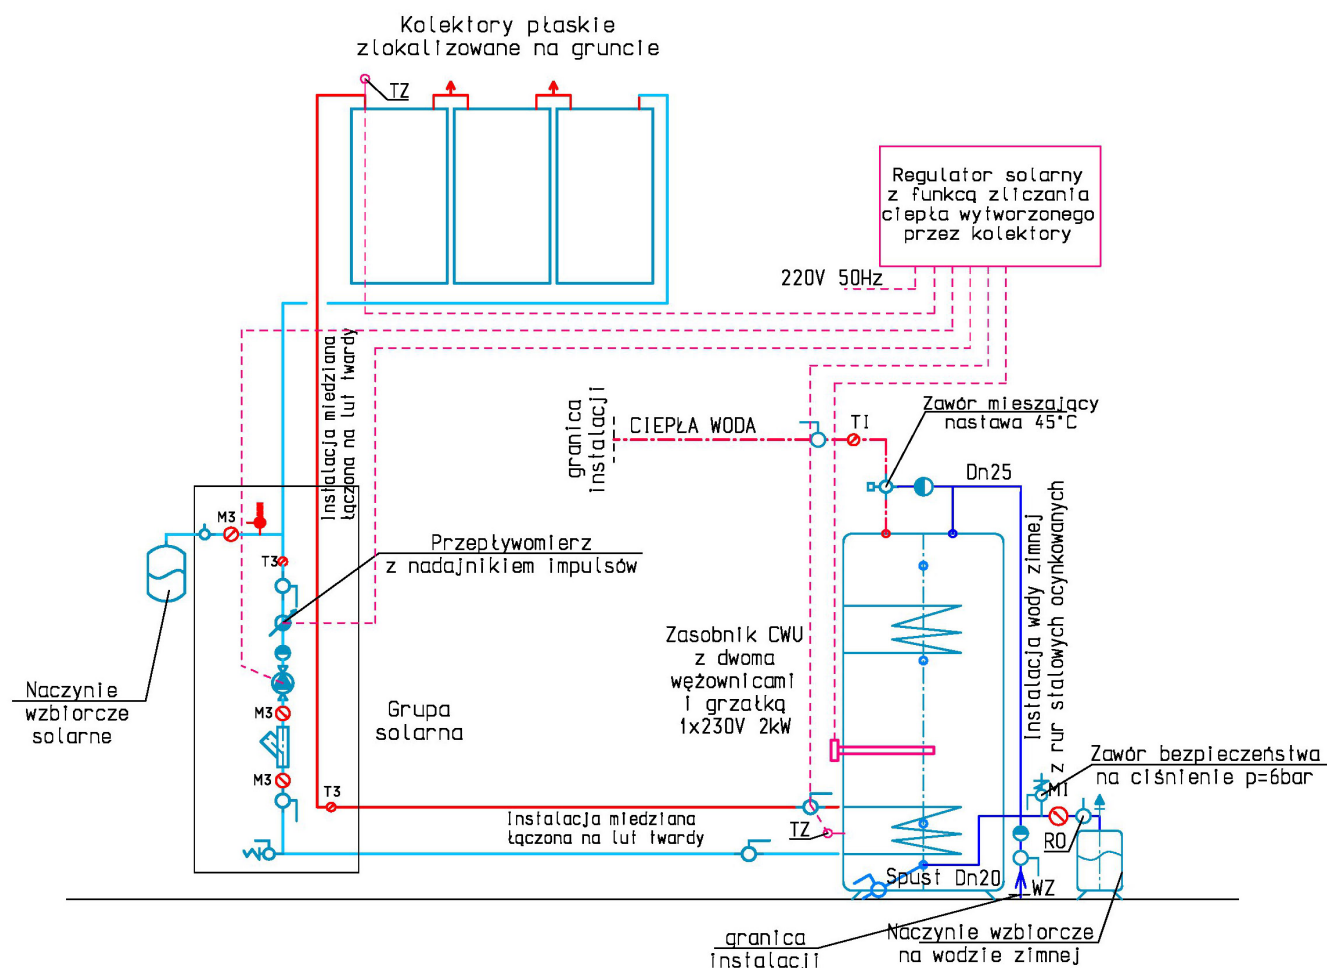 Kolektory płaskie
zlokalizowane na gruncie
TZ
Regulator solarny
z funkcą zliczania
ciepła wytworzonego
przez kolektory
220V 50Hz
Instalacja miedziana
łączona na lut twardy
granica
instalacji
CIEPŁA WODA
TI
Zawór mieszający
nastawa 45°C
Dn25
M3
T3
Przepływomierz
z nadajnikiem impulsów
Instalacja wody zimnej
z rur stalowych ocynkowanych
Zasobnik CWU
z dwoma
wężownicami
i grzałką
1x230V 2kW
Naczynie
wzbiorcze
solarne
M3
Grupa
solarna
M3
T3
Zawór bezpieczeństwa
na ciśnienie p=6bar
MI
Instalacja miedziana
łączona na lut twardy
TZ
RO
Spust Dn20
WZ
granica
instalacji
Naczynie wzbiorcze
na wodzie zimnej